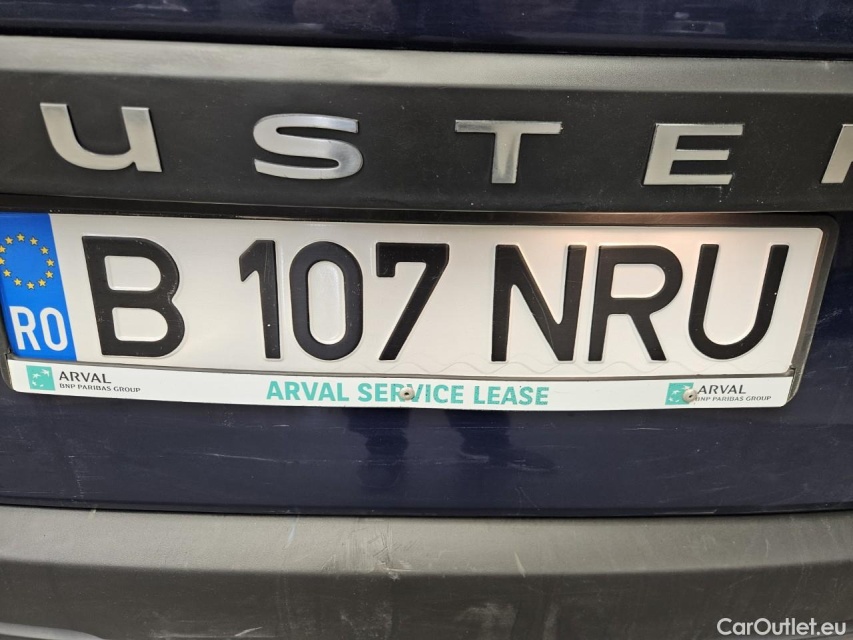 USTE
RO B 107 NRU
ARVAL
BNP PARIBAS GROUP
ARVAL SERVICE LEASE
ARVAL
BNP PARIBAS GROUP
CarOutlet.eu